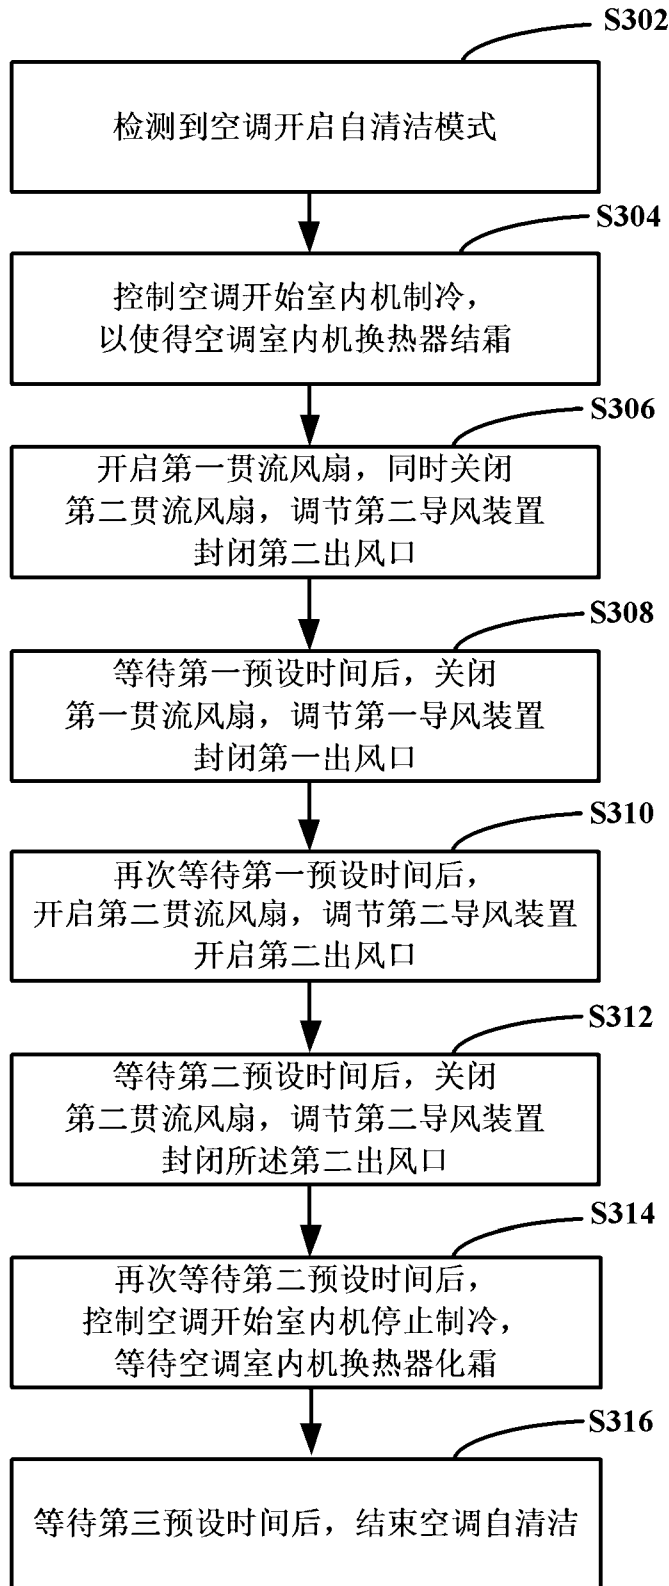 S302
检测到空调开启自清洁模式
S304
控制空调开始室内机制冷，
以使得空调室内机换热器结霜
S306
开启第一贯流风扇，同时关闭
第二贯流风扇，调节第二导风装置
封闭第二出风口
S308
等待第一预设时间后，关闭
第一贯流风扇，调节第一导风装置
封闭第一出风口
S310
再次等待第一预设时间后，
开启第二贯流风扇，调节第二导风装置
开启第二出风口
S312
等待第二预设时间后，关闭
第二贯流风扇，调节第二导风装置
封闭所述第二出风口
S314
再次等待第二预设时间后，
控制空调开始室内机停止制冷，
等待空调室内机换热器化霜
S316
等待第三预设时间后，结束空调自清洁